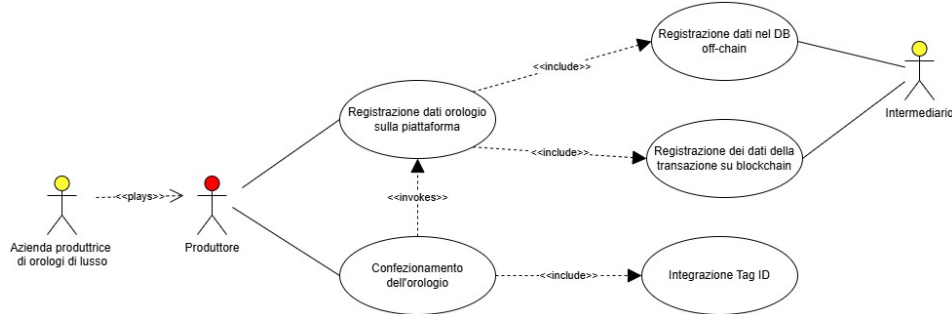 Registrazione dati nel DB
off-chain
<<include>>
Intermediario
Registrazione dati orologio
sulla piattaforma
<<include>>
Registrazione dei dati della
transazione su blockchain
<<plays>>
<<invokes>>
Azienda produttrice
di orologi di lusso
Produttore
Confezionamento
dell'orologio
<<include>>
Integrazione Tag ID